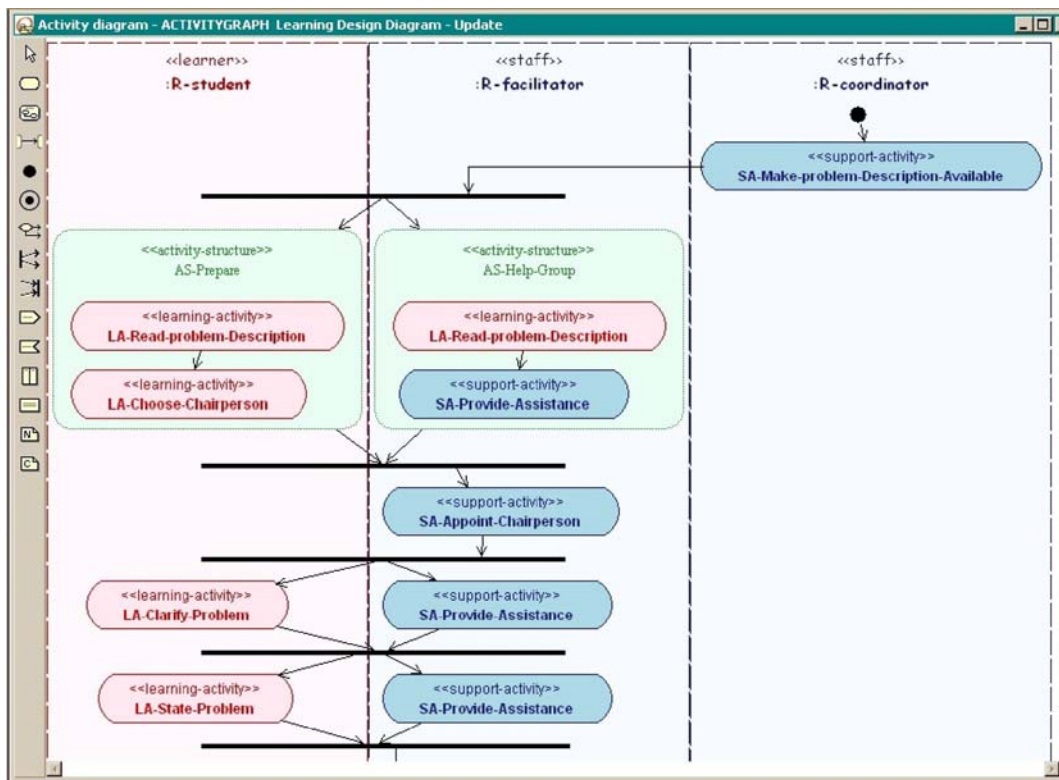 Activity diagram - ACTIVITYGRAPH Learning Design Diagram - Update
<<learner>>
:R-student
<<staff>>
:R-facilitator
<<staff>>
:R-coordinator
<<support-activity>>
SA-Make-problem-Description-Available
<<activity-structure>>
AS-Prepare
<<activity-structure>>
AS-Help-Group
<<learning-activity>>
LA-Read-problem-Description
<<learning-activity>>
LA-Read-problem-Description
<<learning-activity>>
LA-Choose-Chairperson
<<support-activity>>
SA-Provide-Assistance
<<support-activity>>
SA-Appoint-Chairperson
<<learning-activity>>
LA-Clarify-Problem
<<support-activity>>
SA-Provide-Assistance
<<learning-activity>>
LA-State-Problem
<<support-activity>>
SA-Provide-Assistance
N
C